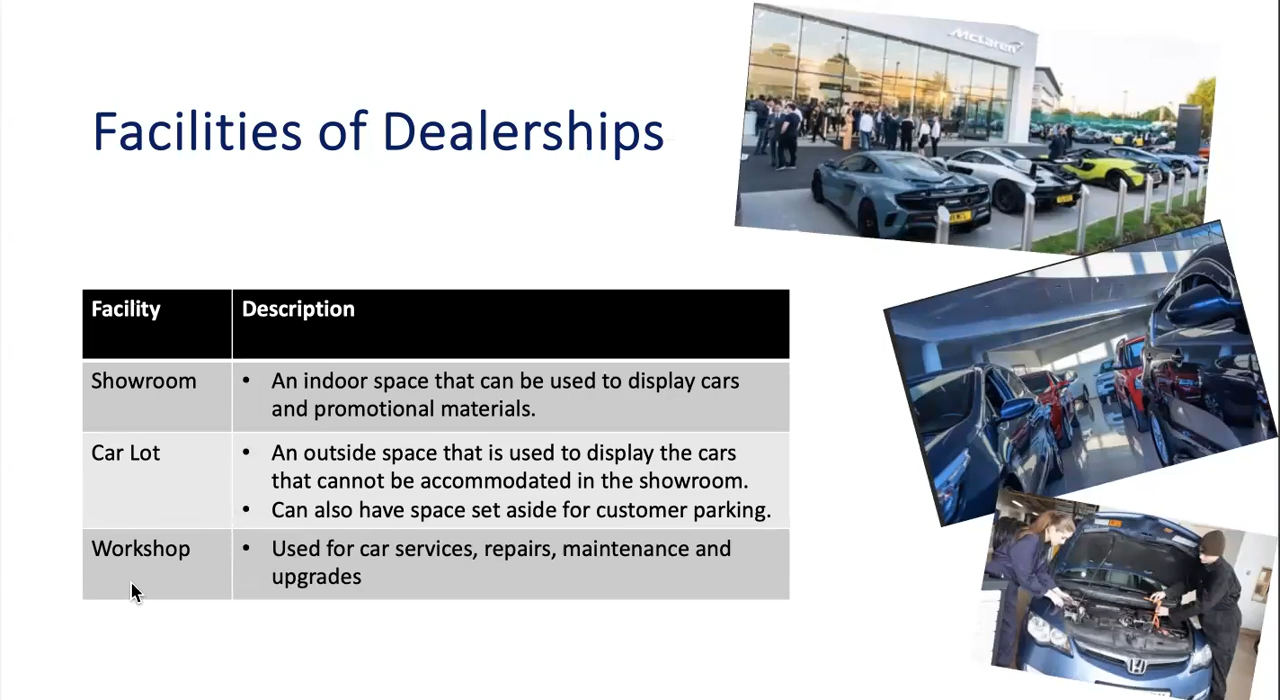 McLaren
Facilities of Dealerships
Facility
Description
Showroom
• An indoor space that can be used to display cars
and promotional materials.
Car Lot
• An outside space that is used to display the cars
that cannot be accommodated in the showroom.
• Can also have space set aside for customer parking.
Workshop
• Used for car services, repairs, maintenance and
upgrades